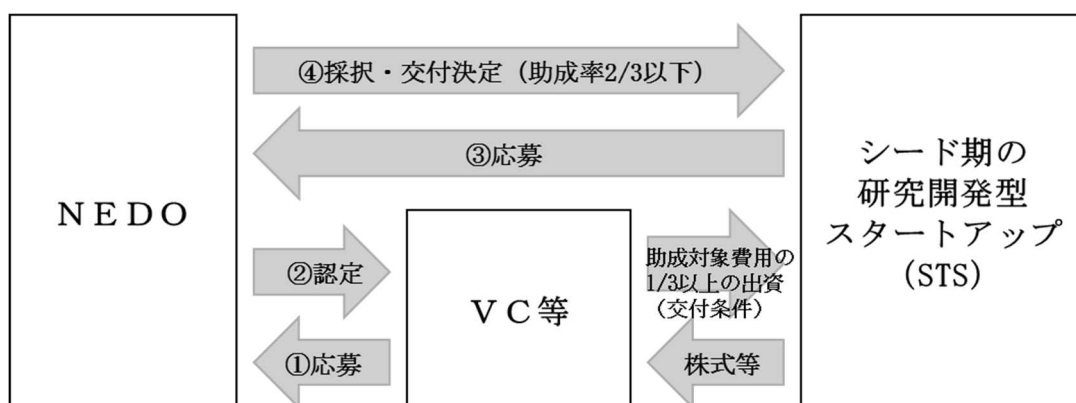 ④採択・交付決定（助成率2/3以下）
③応募
NEDO
シード期の
研究開発型
スタートアップ
（STS）
②認定
助成対象費用の
1/3以上の出資
（交付条件）
VC等
①応募
株式等